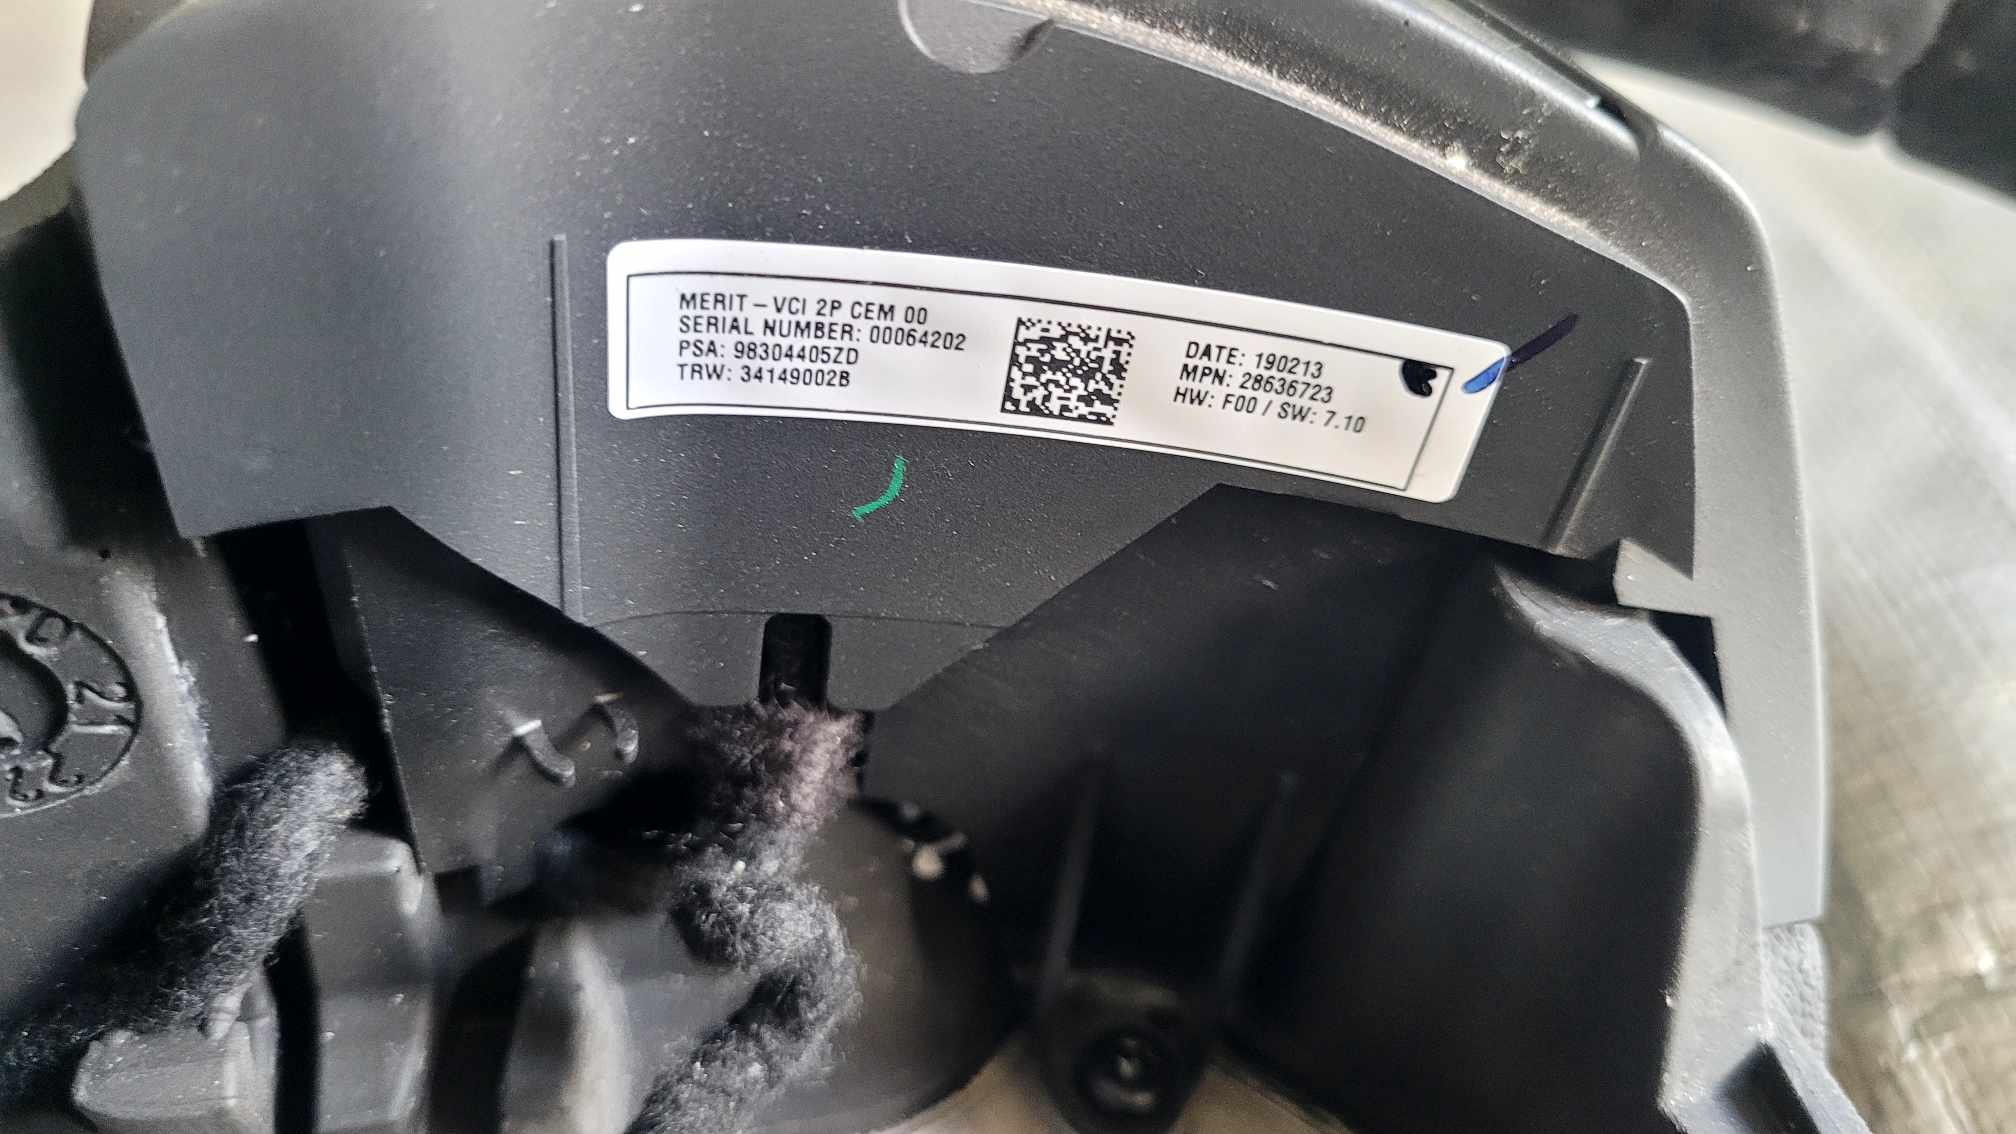 MERIT – VCI 2P CEM 00
SERIAL NUMBER: 00064202
PSA: 98304405ZD
TRW: 34149002B
DATE: 190213
MPN: 28636723
HW: F00 / SW: 7.10